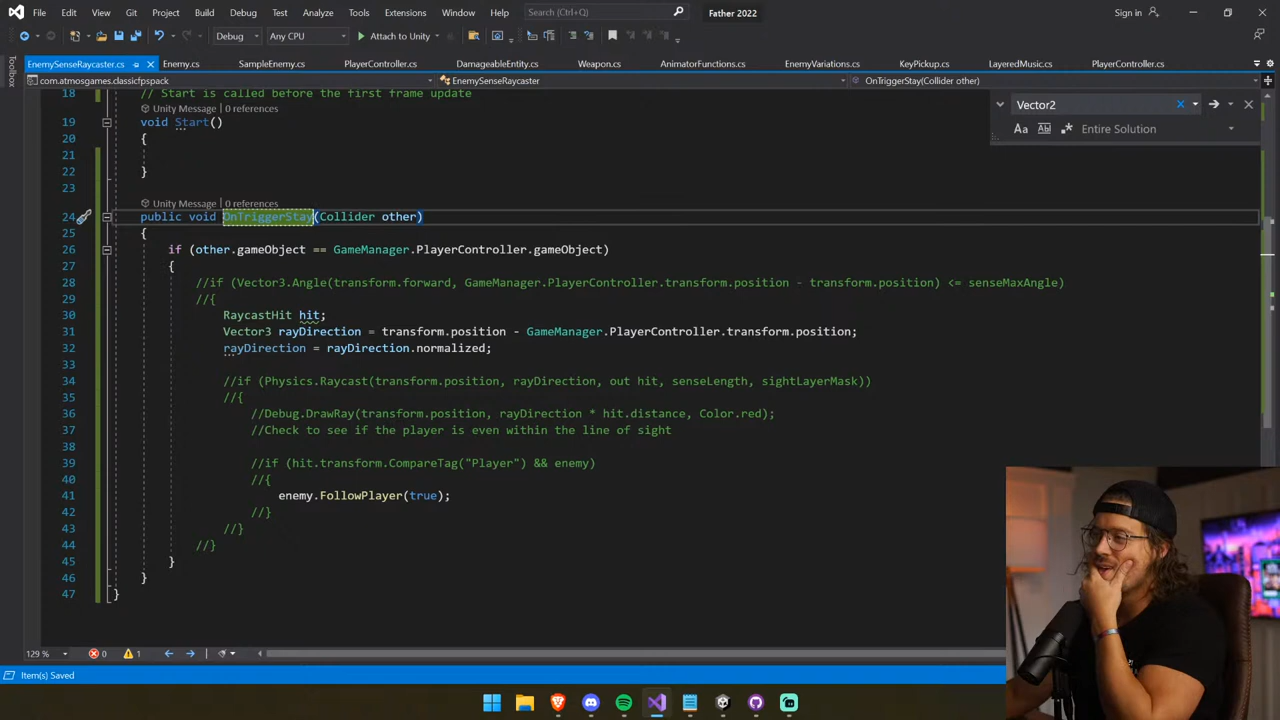 File Edit View Git Project Build Debug Test Analyze Tools Extensions Window Help Search (Ctrl+Q) Father 2022 Sign in
Debug Any CPU Attach to Unity
EnemySenseRaycaster.cs Enemy.cs SampleEnemy.cs PlayerController.cs DamageableEntity.cs Weapon.cs AnimatorFunctions.cs EnemyVariations.cs KeyPickup.cs LayeredMusic.cs PlayerController.cs
com.atmosgames.classicfpspack EnemySenseRaycaster OnTriggerStay(Collider other)
Toolbox
Vector2
Aa Ab Entire Solution
18 // Start is called before the first frame update
Unity Message | 0 references
19 void Start()
20 {
21
22 }
23
Unity Message | 0 references
24 public void OnTriggerStay(Collider other)
25 {
26 if (other.gameObject == GameManager.PlayerController.gameObject)
27 {
28 //if (Vector3.Angle(transform.forward, GameManager.PlayerController.transform.position - transform.position) <= senseMaxAngle)
29 //{
30 RaycastHit hit;
31 Vector3 rayDirection = transform.position - GameManager.PlayerController.transform.position;
32 rayDirection = rayDirection.normalized;
33
34 //if (Physics.Raycast(transform.position, rayDirection, out hit, senseLength, sightLayerMask))
35 //{
36 //Debug.DrawRay(transform.position, rayDirection * hit.distance, Color.red);
37 //Check to see if the player is even within the line of sight
38
39 //if (hit.transform.CompareTag("Player") && enemy)
40 //{
41 enemy.FollowPlayer(true);
42 //}
43 //}
44 //}
45 }
46 }
47 }
129 % 0 1
Item(s) Saved